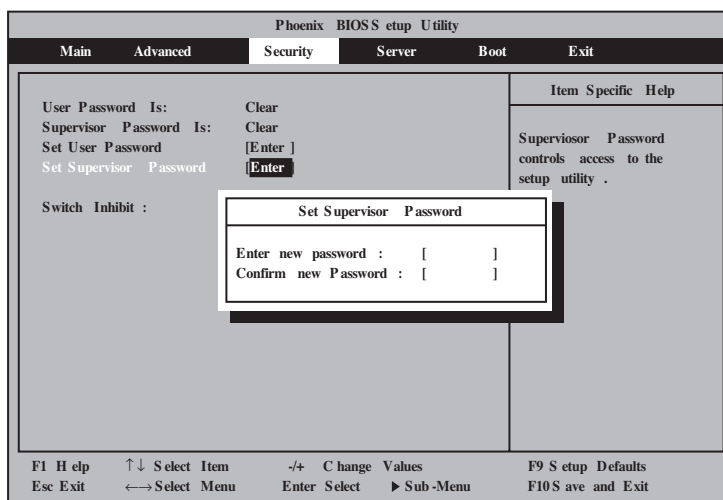 Phoenix BIOS Setup Utility
Main Advanced Security Server Boot Exit
Item Specific Help
User Password Is: Clear
Supervisor Password Is: Clear
Set User Password [Enter ]
Set Supervisor Password [Enter ]
Switch Inhibit :
Superviosor Password
controls access to the
setup utility .
Set Supervisor Password
Enter new password : [ ]
Confirm new Password : [ ]
F1 Help ↑↓ Select Item -/+ Change Values F9 Setup Defaults
Esc Exit ←→ Select Menu Enter Select ▶ Sub-Menu F10 Save and Exit